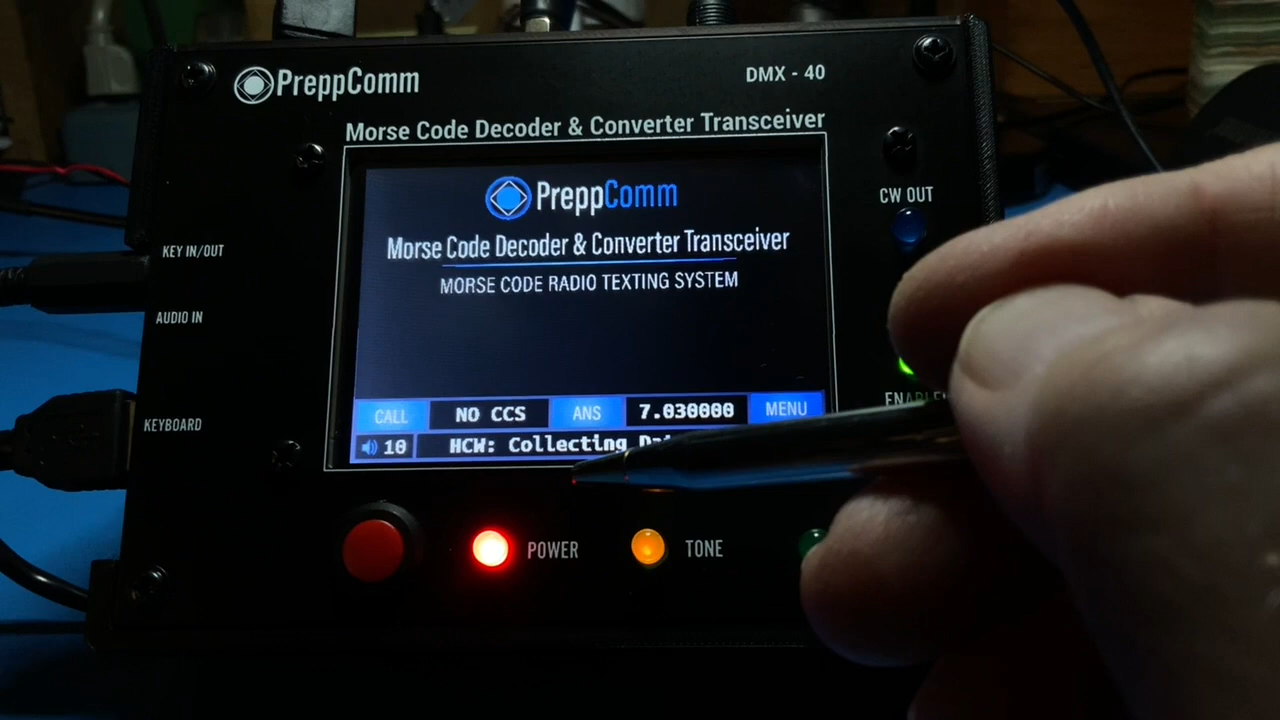 PreppComm
DMX - 40
Morse Code Decoder & Converter Transceiver
CW OUT
KEY IN/OUT
AUDIO IN
KEYBOARD
PreppComm
Morse Code Decoder & Converter Transceiver
MORSE CODE RADIO TEXTING SYSTEM
CALL NO CCS ANS 7.030000 MENU
10 HCW: Collecting
POWER
TONE